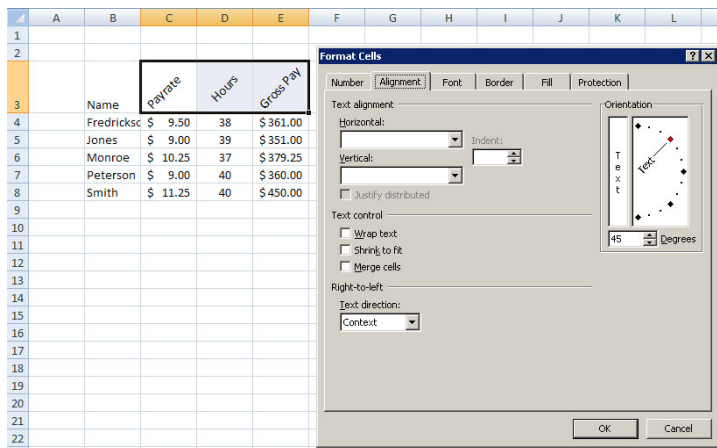 A B C D E F G H I J K L
1
2
3 Name Payrate Hours Gross Pay
4 Fredricksc $ 9.50 38 $361.00
5 Jones $ 9.00 39 $351.00
6 Monroe $ 10.25 37 $379.25
7 Peterson $ 9.00 40 $360.00
8 Smith $ 11.25 40 $450.00
9
10
11
12
13
14
15
16
17
18
19
20
21
22
Format Cells
Number Alignment Font Border Fill Protection
Text alignment
Horizontal:
Indent:
Vertical:
Justify distributed
Text control
Wrap text
Shrink to fit
Merge cells
Right-to-left
Text direction:
Context
Orientation
Text
Text
45 Degrees
OK Cancel